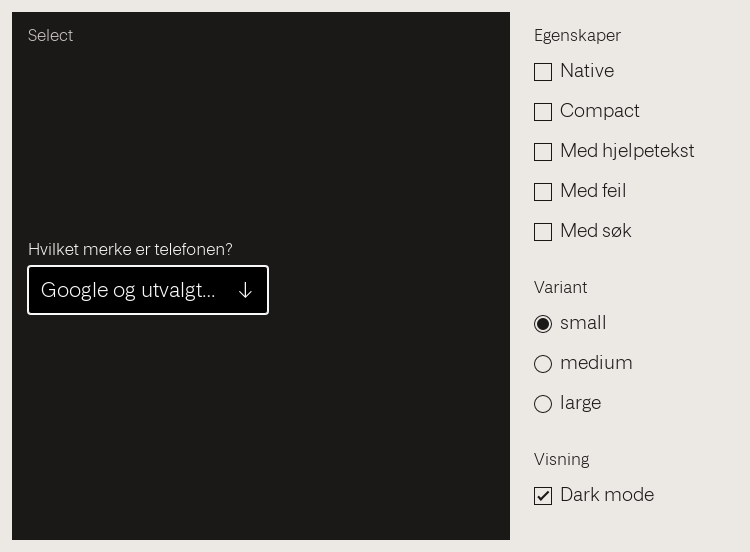 Select
Hvilket merke er telefonen?
Google og utvalgt...
Egenskaper
Native
Compact
Med hjelpetekst
Med feil
Med søk
Variant
small
medium
large
Visning
Dark mode